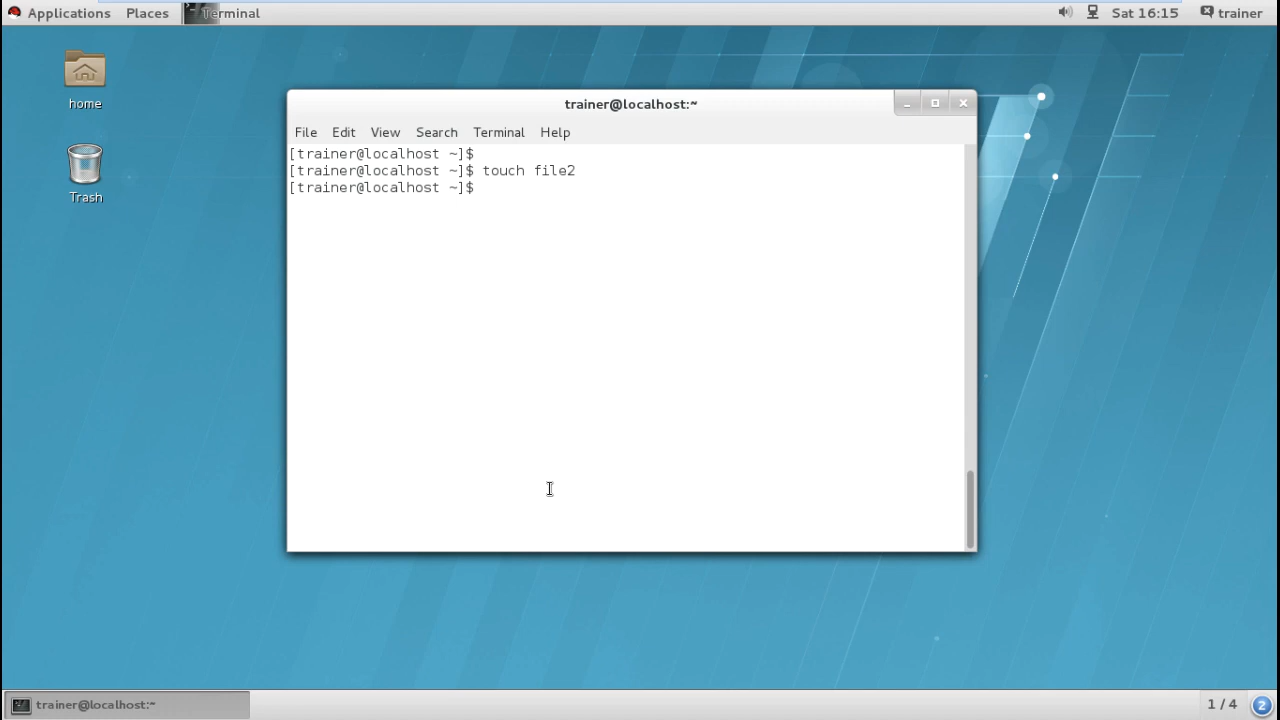 Applications Places Terminal Sat 16:15 trainer
home
Trash
trainer@localhost:~
File Edit View Search Terminal Help
[trainer@localhost ~]$
[trainer@localhost ~]$ touch file2
[trainer@localhost ~]$
trainer@localhost:~ 1 / 4 2